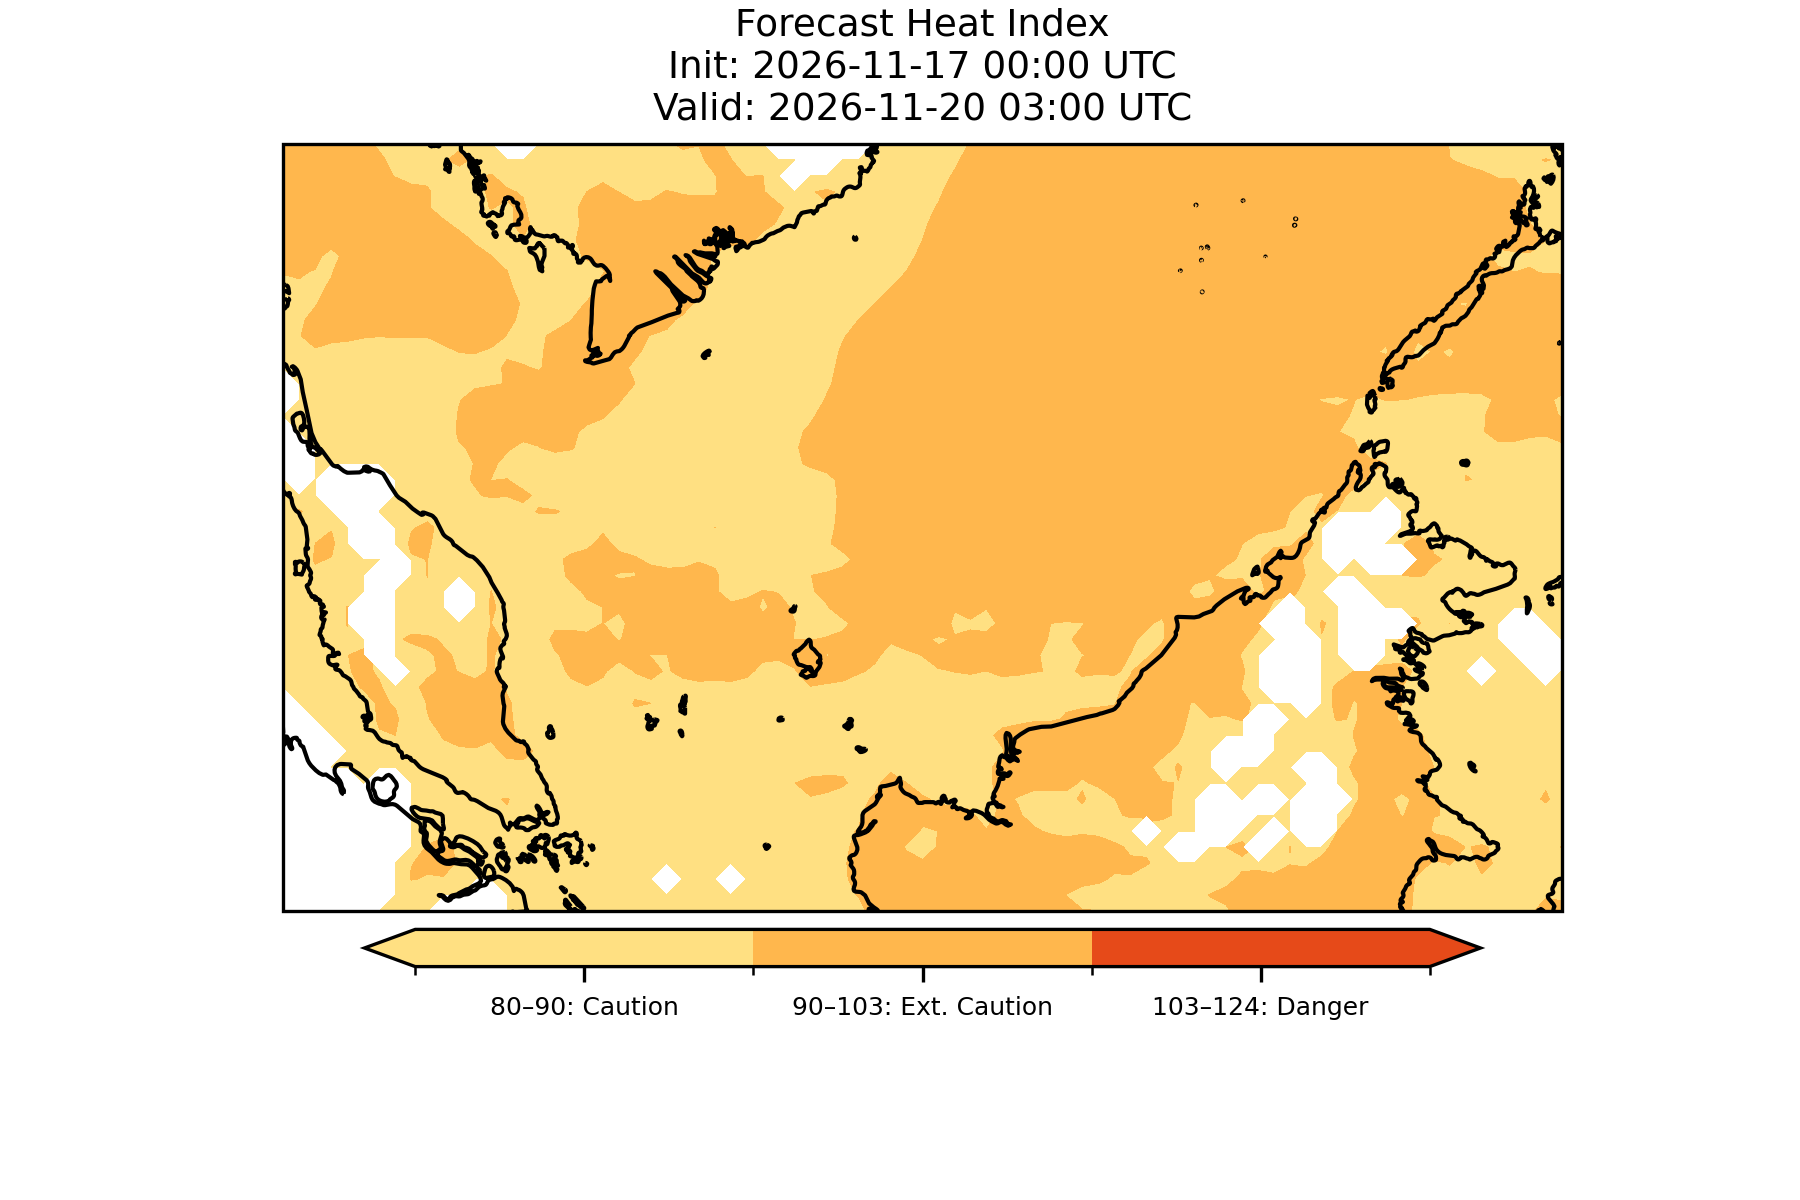 Forecast Heat Index
Init: 2026-11-17 00:00 UTC
Valid: 2026-11-20 03:00 UTC
80–90: Caution
90–103: Ext. Caution
103–124: Danger